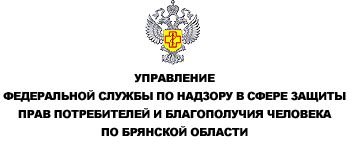 УПРАВЛЕНИЕ
ФЕДЕРАЛЬНОЙ СЛУЖБЫ ПО НАДЗОРУ В СФЕРЕ ЗАЩИТЫ
ПРАВ ПОТРЕБИТЕЛЕЙ И БЛАГОПОЛУЧИЯ ЧЕЛОВЕКА
ПО БРЯНСКОЙ ОБЛАСТИ